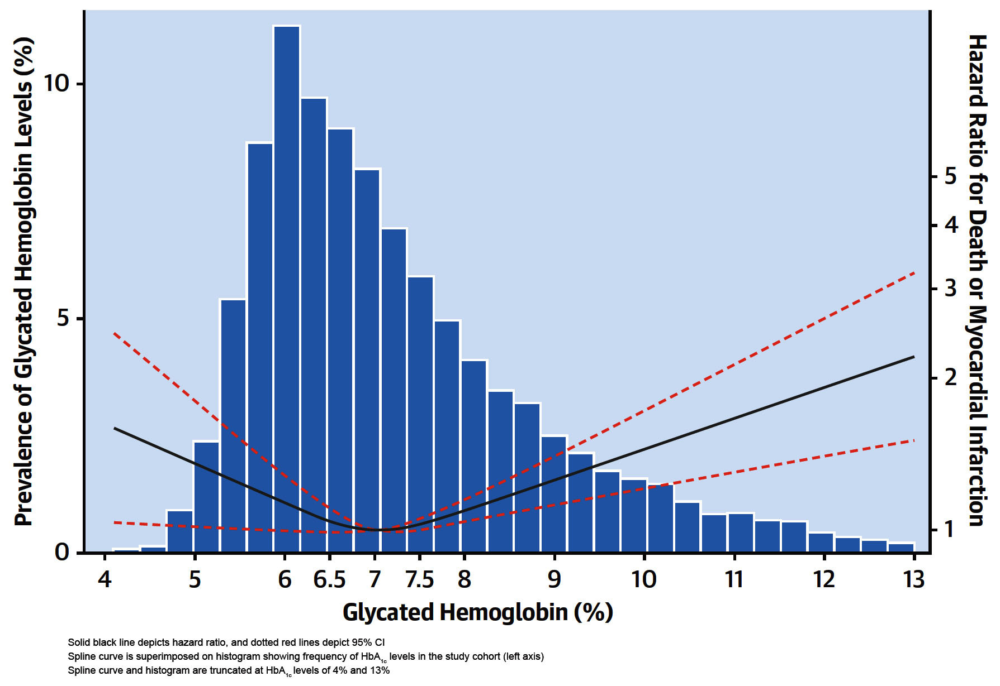 Prevalence of Glycated Hemoglobin Levels (%)
10
5
0
Hazard Ratio for Death or Myocardial Infarction
5
4
3
2
1
4 5 6 6.5 7 7.5 8 9 10 11 12 13
Glycated Hemoglobin (%)
Solid black line depicts hazard ratio, and dotted red lines depict 95% CI
Spline curve is superimposed on histogram showing frequency of HbA1c levels in the study cohort (left axis)
Spline curve and histogram are truncated at HbA1c levels of 4% and 13%